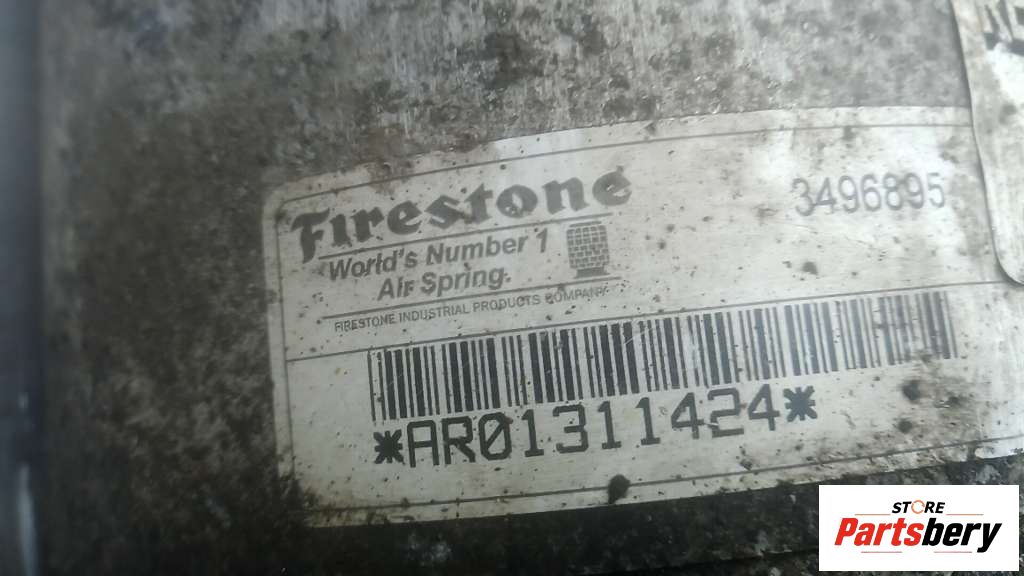 Firestone
3496895
World's Number 1
Air Spring.
FIRESTONE INDUSTRIAL PRODUCTS COMPANY
*AR01311424*
STORE
Partsbery